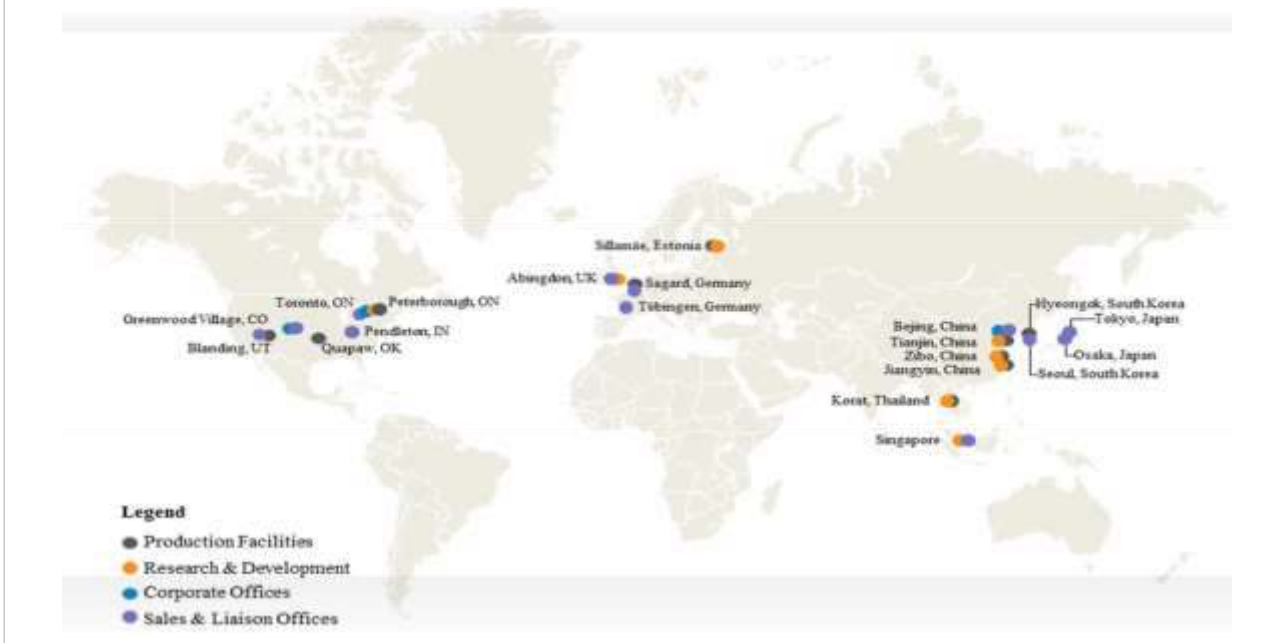 Sillamäe, Estonia
Abingdon, UK
Sagard, Germany
Tübingen, Germany
Toronto, ON
Peterborough, ON
Greenwood Village, CO
Pendleton, IN
Blanding, UT
Quapaw, OK
Hyeongok, South Korea
Tokyo, Japan
Bejing, China
Tianjin, China
Zibo, China
Osaka, Japan
Jiangyin, China
Seoul, South Korea
Korat, Thailand
Singapore
Legend
Production Facilities
Research & Development
Corporate Offices
Sales & Liaison Offices